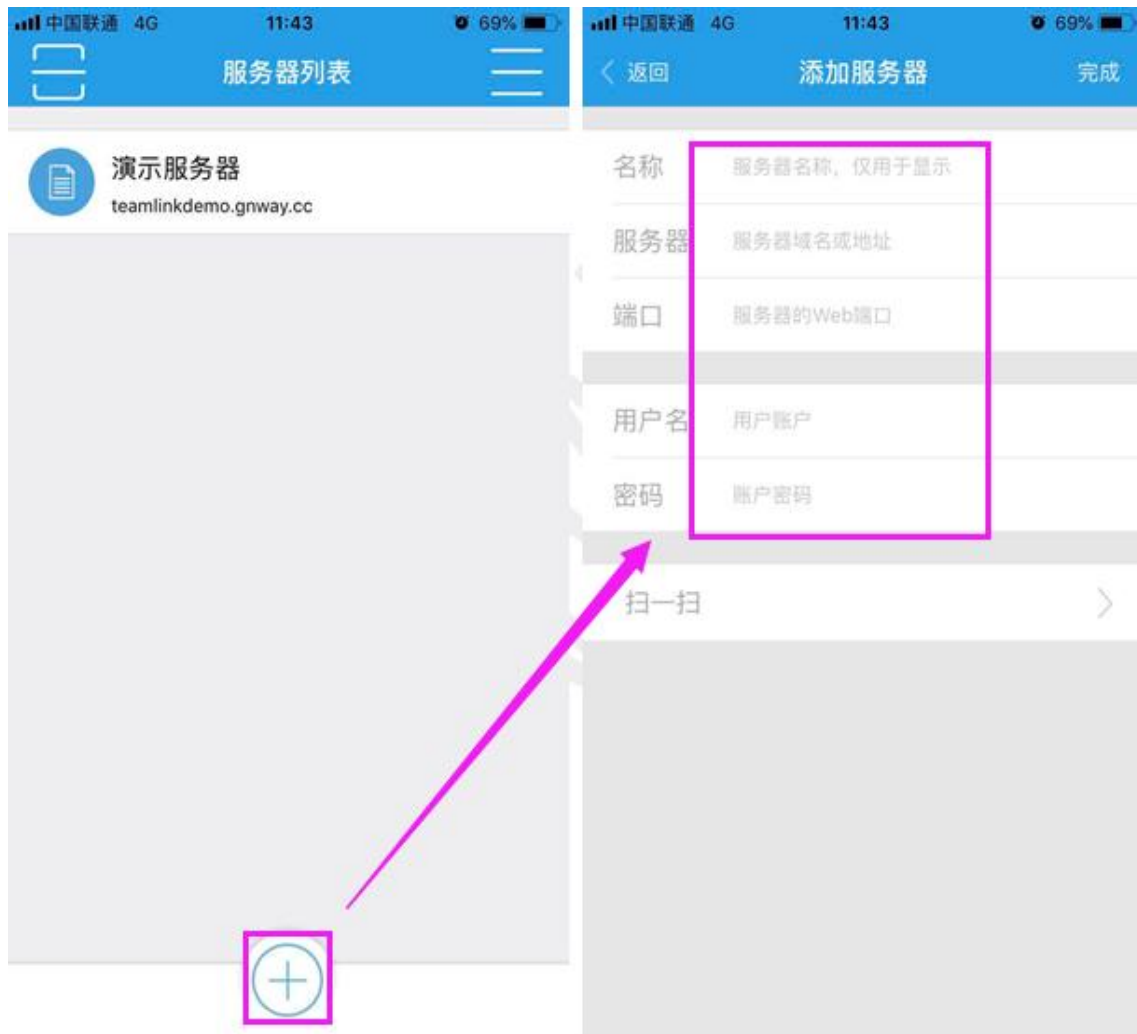 中国联通 4G 11:43 69%
服务器列表
演示服务器
teamlinkdemo.gnway.cc
中国联通 4G 11:43 69%
返回 添加服务器 完成
名称 服务器名称，仅用于显示
服务器 服务器域名或地址
端口 服务器的Web端口
用户名 用户账户
密码 账户密码
扫一扫